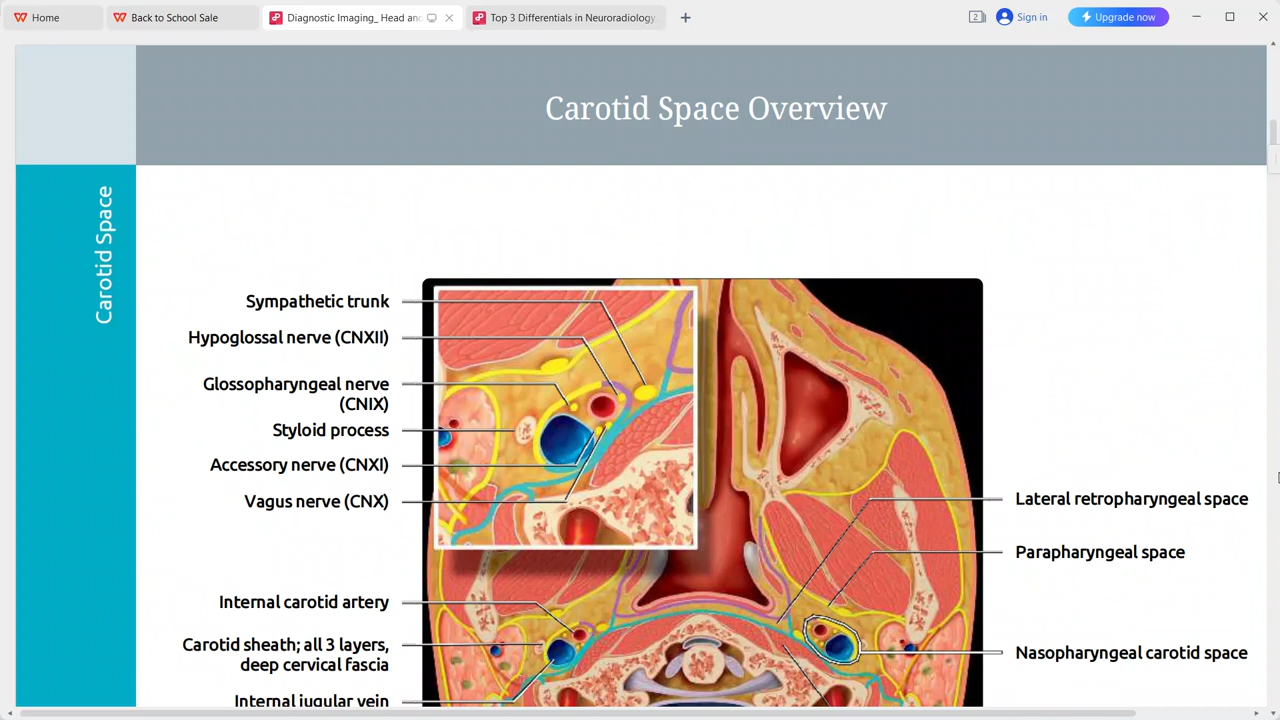 Home
Back to School Sale
Diagnostic Imaging_ Head an
Top 3 Differentials in Neuroradiology
2
Sign in
Upgrade now
Carotid Space Overview
Carotid Space
Sympathetic trunk
Hypoglossal nerve (CNXII)
Glossopharyngeal nerve
(CNIX)
Styloid process
Accessory nerve (CNXI)
Vagus nerve (CNX)
Internal carotid artery
Carotid sheath; all 3 layers,
deep cervical fascia
Internal jugular vein
Lateral retropharyngeal space
Parapharyngeal space
Nasopharyngeal carotid space